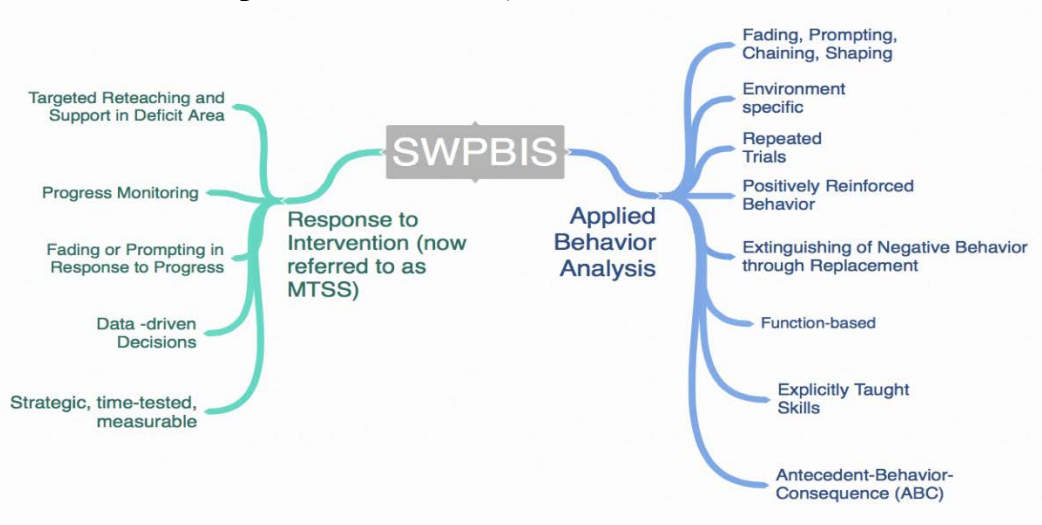 SWPBIS
Response to
Intervention (now
referred to as
MTSS)
Targeted Reteaching and
Support in Deficit Area
Progress Monitoring
Fading or Prompting in
Response to Progress
Data -driven
Decisions
Strategic, time-tested,
measurable
Applied
Behavior
Analysis
Fading, Prompting,
Chaining, Shaping
Environment
specific
Repeated
Trials
Positively Reinforced
Behavior
Extinguishing of Negative Behavior
through Replacement
Function-based
Explicitly Taught
Skills
Antecedent-Behavior-
Consequence (ABC)